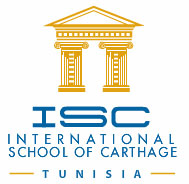 ISC
INTERNATIONAL
SCHOOL OF CARTHAGE
TUNISIA